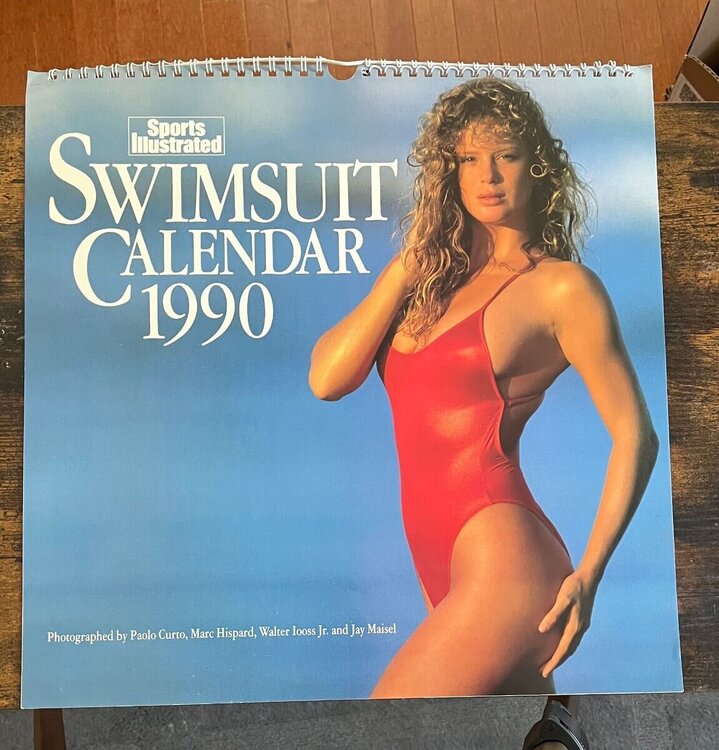 Sports
Illustrated
SWIMSUIT
CALENDAR
1990
Photographed by Paolo Curto, Marc Hispard, Walter Iooss Jr. and Jay Maisel